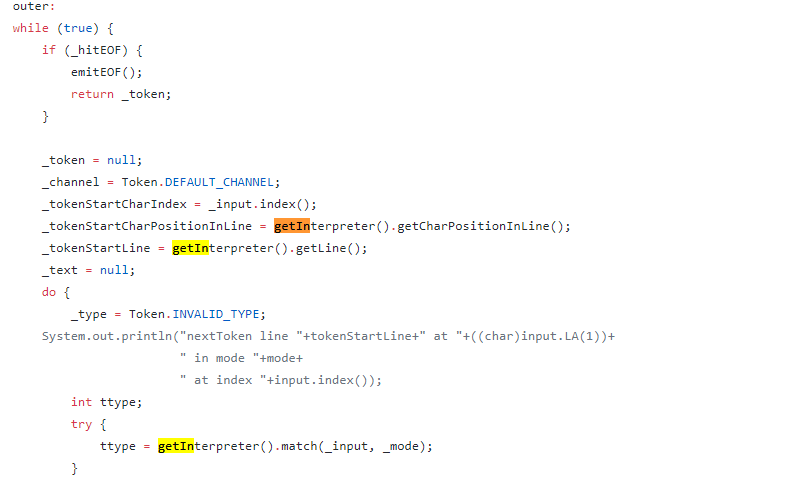 outer:
while (true) {
if (_hitEOF) {
emitEOF();
return _token;
}
_token = null;
_channel = Token.DEFAULT_CHANNEL;
_tokenStartCharIndex = _input.index();
_tokenStartCharPositionInLine = getInterpreter().getCharPositionInLine();
_tokenStartLine = getInterpreter().getLine();
_text = null;
do {
_type = Token.INVALID_TYPE;
System.out.println("nextToken line "+tokenStartLine+" at "+((char)input.LA(1))+
" in mode "+mode+
" at index "+input.index());
int ttype;
try {
ttype = getInterpreter().match(_input, _mode);
}